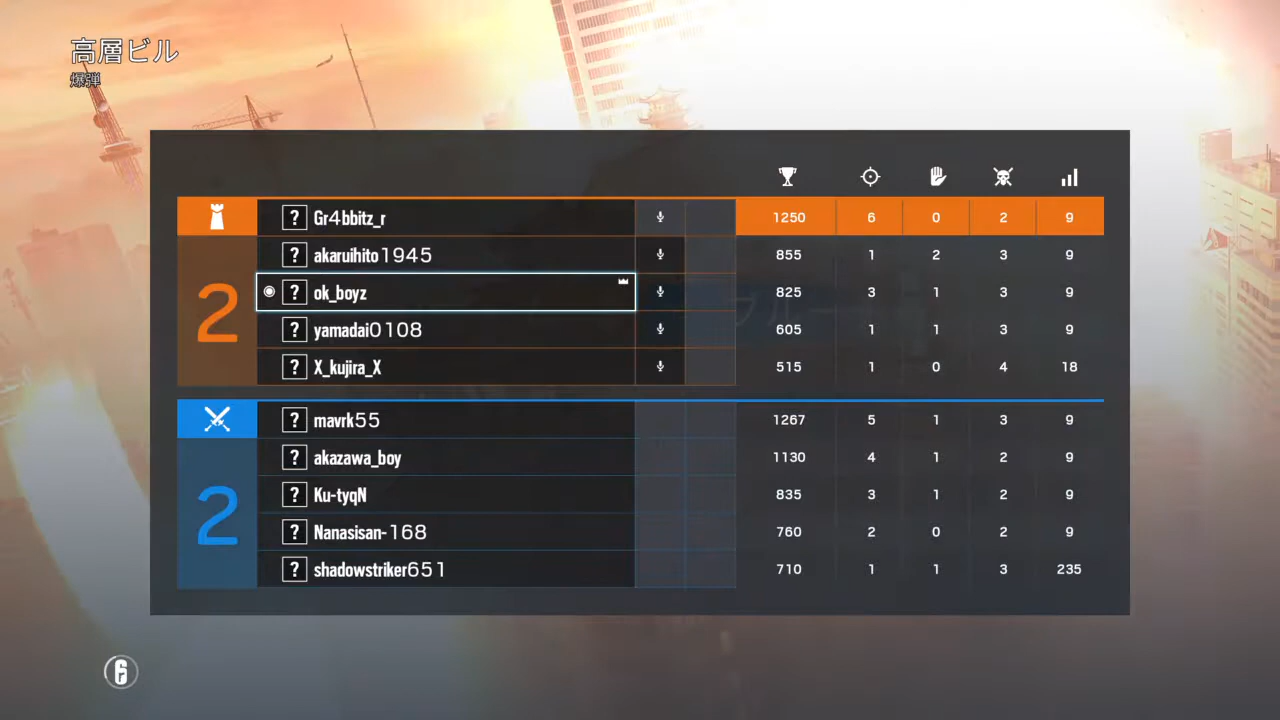 高層ビル
爆弾
? Gr4bbitz_r 1250 6 0 2 9
? akaruihito1945 855 1 2 3 9
? ok_boyz 825 3 1 3 9
2
? yamadai0108 605 1 1 3 9
? X_kujira_X 515 1 0 4 18
? mavrk55 1267 5 1 3 9
? akazawa_boy 1130 4 1 2 9
? Ku-tyqN 835 3 1 2 9
2
? Nanasisan-168 760 2 0 2 9
? shadowstriker651 710 1 1 3 235
6